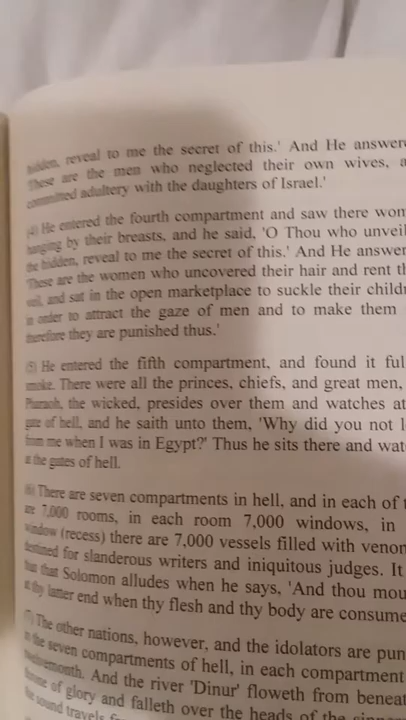 hidden, reveal to me the secret of this.' And He answer
These are the men who neglected their own wives, a
committed adultery with the daughters of Israel.'
(4) He entered the fourth compartment and saw there wom
hanging by their breasts, and he said, 'O Thou who unveil
the hidden, reveal to me the secret of this.' And He answer
'These are the women who uncovered their hair and rent th
veil, and sat in the open marketplace to suckle their childr
in order to attract the gaze of men and to make them
therefore they are punished thus.'
(5) He entered the fifth compartment, and found it ful
smoke. There were all the princes, chiefs, and great men,
Pharaoh, the wicked, presides over them and watches at
gate of hell, and he saith unto them, 'Why did you not l
from me when I was in Egypt?' Thus he sits there and wat
at the gates of hell.
(6) There are seven compartments in hell, and in each of t
are 7,000 rooms, in each room 7,000 windows, in
window (recess) there are 7,000 vessels filled with venom
destined for slanderous writers and iniquitous judges. It
that Solomon alludes when he says, 'And thou mou
at thy latter end when thy flesh and thy body are consume
(7) The other nations, however, and the idolators are pun
in the seven compartments of hell, in each compartment
And the river 'Dinur' floweth from beneat
throne of glory and falleth over the heads of the sinne
the sound travels